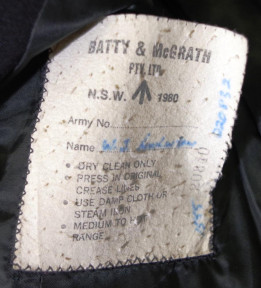 BATTY & McGRATH
PTY. LTD.
N.S.W. 1980
Army No.
Name
• DRY CLEAN ONLY
• PRESS IN ORIGINAL
CREASE LINES
• USE DAMP CLOTH OR
STEAM IRON
• MEDIUM TO HOT
RANGE